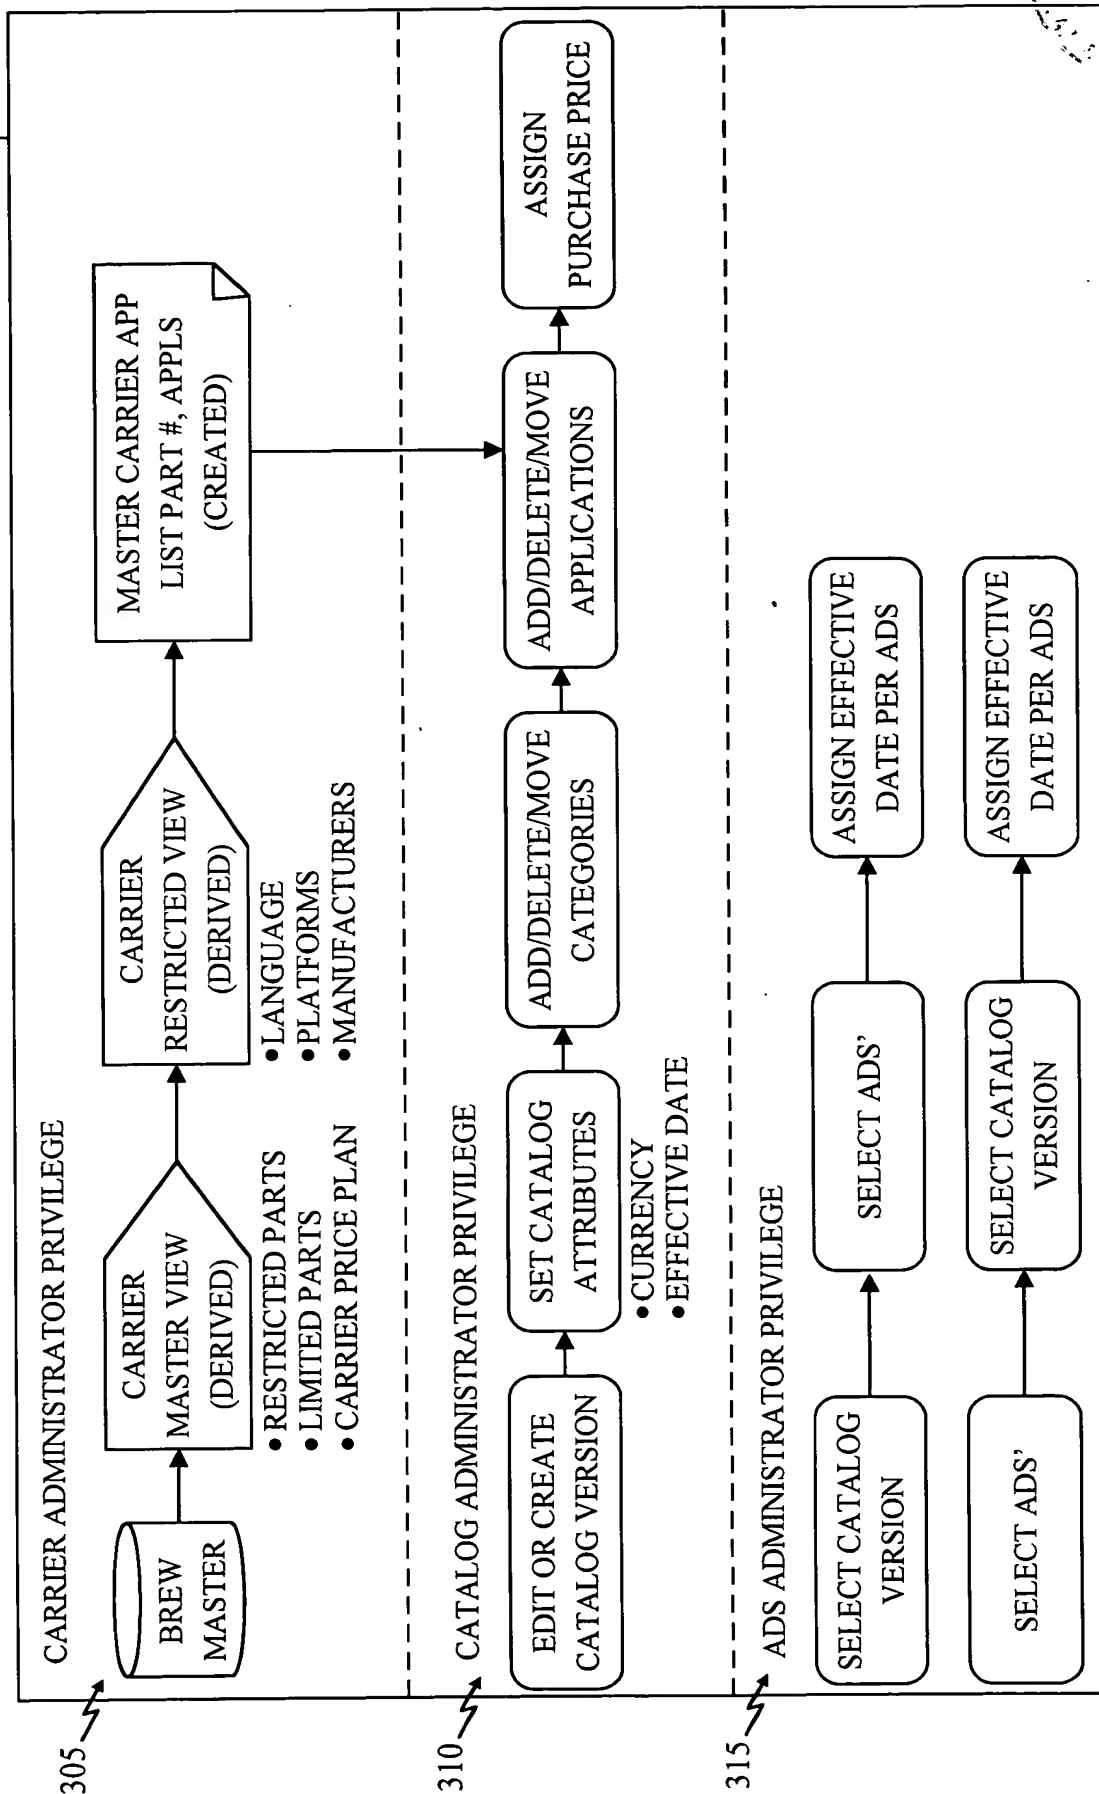 305
CARRIER ADMINISTRATOR PRIVILEGE
BREW
MASTER
CARRIER
MASTER VIEW
(DERIVED)
•RESTRICTED PARTS
•LIMITED PARTS
•CARRIER PRICE PLAN
CARRIER
RESTRICTED VIEW
(DERIVED)
•LANGUAGE
•PLATFORMS
•MANUFACTURERS
MASTER CARRIER APP
LIST PART #, APPLS
(CREATED)
310
CATALOG ADMINISTRATOR PRIVILEGE
EDIT OR CREATE
CATALOG VERSION
SET CATALOG
ATTRIBUTES
•CURRENCY
•EFFECTIVE DATE
ADD/DELETE/MOVE
CATEGORIES
ADD/DELETE/MOVE
APPLICATIONS
ASSIGN
PURCHASE PRICE
315
ADS ADMINISTRATOR PRIVILEGE
SELECT CATALOG
VERSION
SELECT ADS’
ASSIGN EFFECTIVE
DATE PER ADS
SELECT ADS’
SELECT CATALOG
VERSION
ASSIGN EFFECTIVE
DATE PER ADS